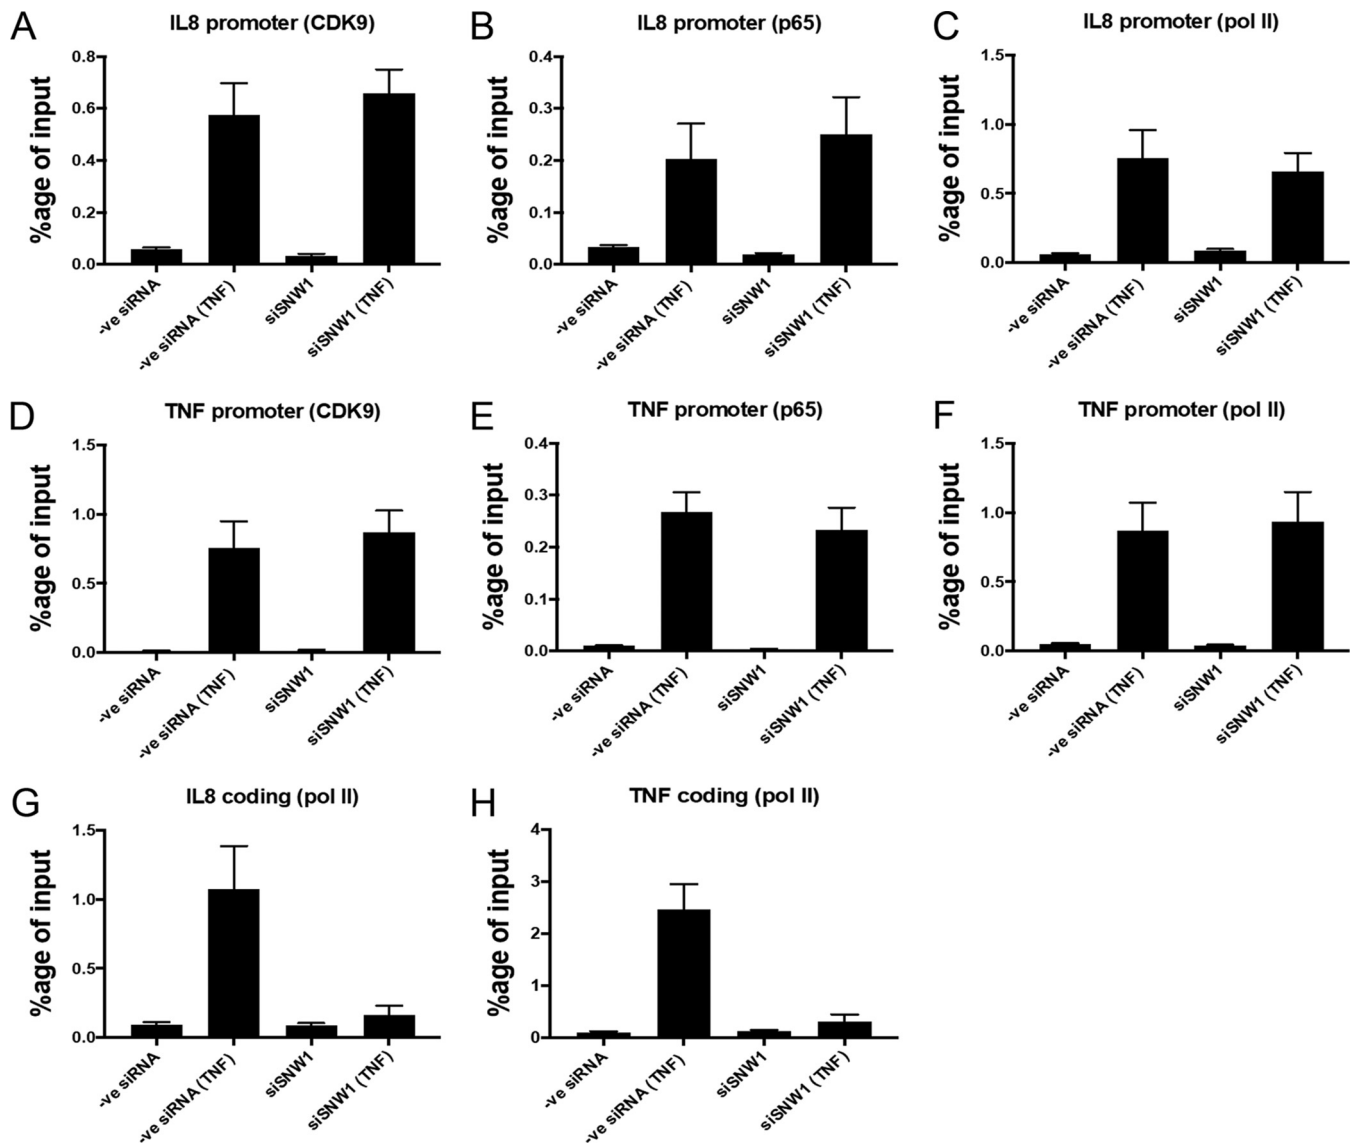 A
IL8 promoter (CDK9)
%age of input
0.8
0.6
0.4
0.2
0.0
-ve siRNA
-ve siRNA (TNF)
siSNW1
siSNW1 (TNF)
B
IL8 promoter (p65)
%age of input
0.4
0.3
0.2
0.1
0.0
-ve siRNA
-ve siRNA (TNF)
siSNW1
siSNW1 (TNF)
C
IL8 promoter (pol II)
%age of input
1.5
1.0
0.5
0.0
-ve siRNA
-ve siRNA (TNF)
siSNW1
siSNW1 (TNF)
D
TNF promoter (CDK9)
%age of input
1.5
1.0
0.5
0.0
-ve siRNA
-ve siRNA (TNF)
siSNW1
siSNW1 (TNF)
E
TNF promoter (p65)
%age of input
0.4
0.3
0.2
0.1
0.0
-ve siRNA
-ve siRNA (TNF)
siSNW1
siSNW1 (TNF)
F
TNF promoter (pol II)
%age of input
1.5
1.0
0.5
0.0
-ve siRNA
-ve siRNA (TNF)
siSNW1
siSNW1 (TNF)
G
IL8 coding (pol II)
%age of input
1.5
1.0
0.5
0.0
-ve siRNA
-ve siRNA (TNF)
siSNW1
siSNW1 (TNF)
H
TNF coding (pol II)
%age of input
4
3
2
1
0
-ve siRNA
-ve siRNA (TNF)
siSNW1
siSNW1 (TNF)